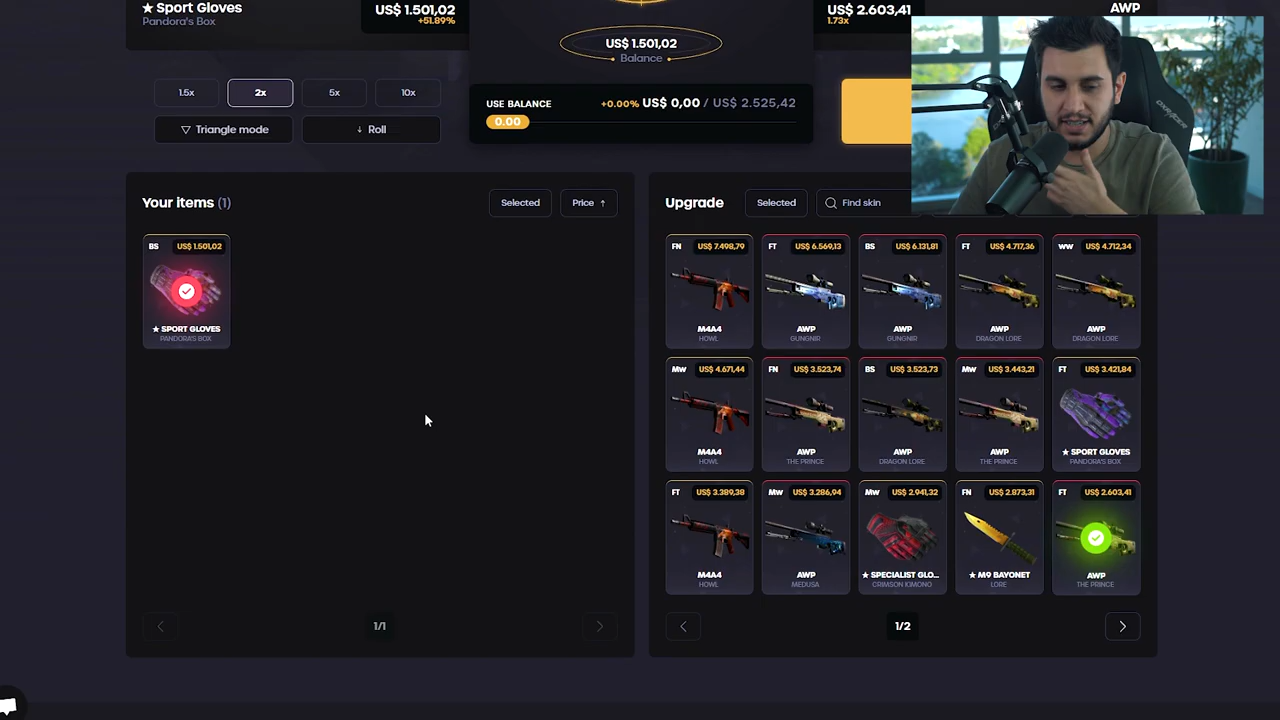 ★ Sport Gloves
Pandora's Box
US$ 1.501,02
+51.89%
US$ 1.501,02
Balance
US$ 2.603,41
1.73x
AWP
1.5x
2x
5x
10x
▽ Triangle mode
↓ Roll
USE BALANCE
+0.00% US$ 0,00 / US$ 2.525,42
0.00
Your items (1)
Selected
Price ↑
BS US$ 1.501,02
★ SPORT GLOVES
PANDORA'S BOX
1/1
Upgrade
Selected
Find skin
FN US$ 7.498,79
M4A4
HOWL
FT US$ 6.569,13
AWP
GUNGNIR
BS US$ 6.131,81
AWP
GUNGNIR
FT US$ 4.717,36
AWP
DRAGON LORE
WW US$ 4.712,34
AWP
DRAGON LORE
MW US$ 4.671,44
M4A4
HOWL
FN US$ 3.523,74
AWP
THE PRINCE
BS US$ 3.523,73
AWP
DRAGON LORE
MW US$ 3.443,21
AWP
THE PRINCE
FT US$ 3.421,84
★ SPORT GLOVES
PANDORA'S BOX
FT US$ 3.389,38
M4A4
HOWL
MW US$ 3.286,94
AWP
MEDUSA
MW US$ 2.941,32
★ SPECIALIST GLO...
CRIMSON KIMONO
FN US$ 2.873,31
★ M9 BAYONET
LORE
FT US$ 2.603,41
AWP
THE PRINCE
1/2